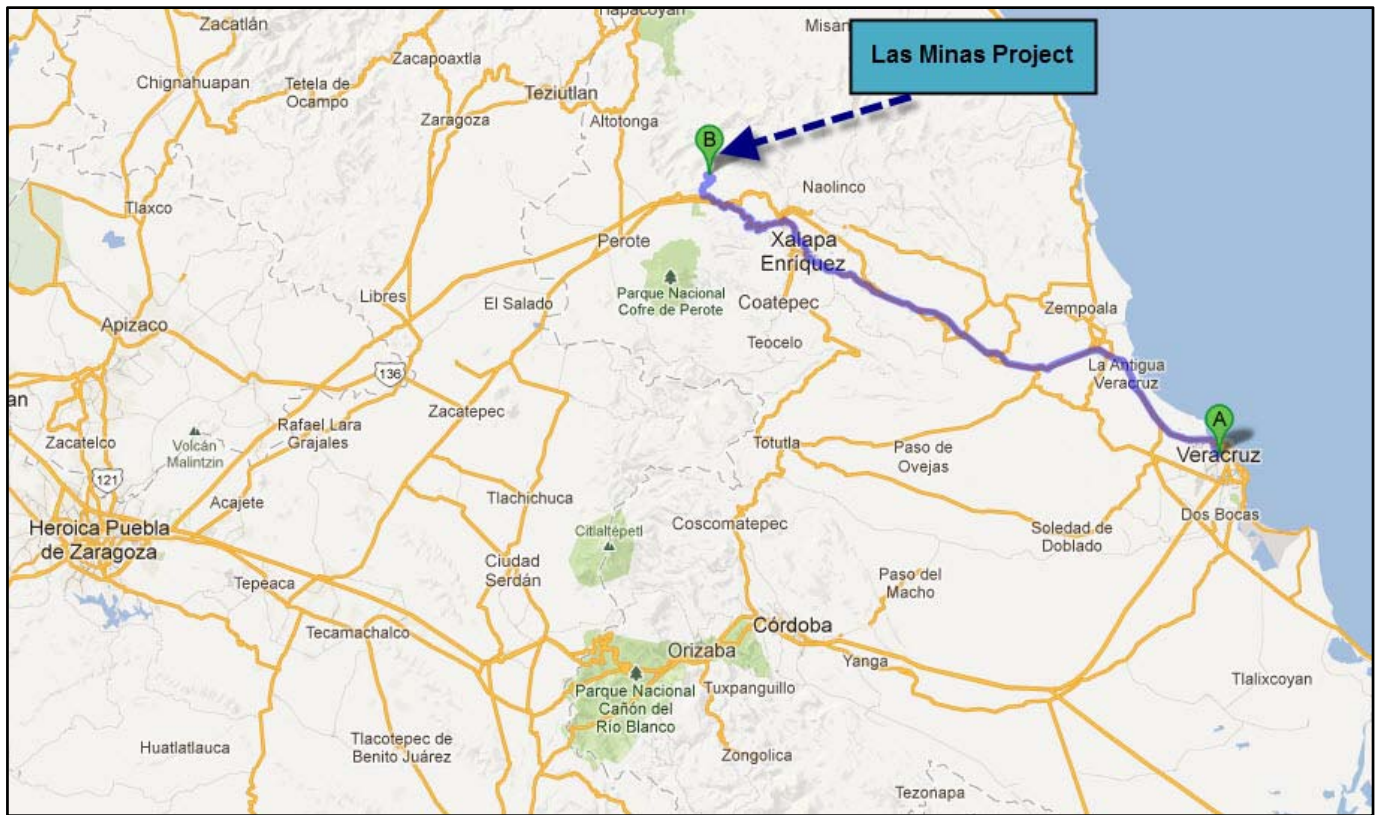 Tlapacoyan
Misan
Zacatlán
Las Minas Project
Zacapoaxtla
Chignahuapan
Tetela de
Ocampo
Teziutlan
Zaragoza
Altotonga
B
Naolinco
Tlaxco
Perote
Xalapa
Enríquez
Parque Nacional
Cofre de Perote
Libres
El Salado
Coatepec
Zempoala
Apizaco
Teocelo
La Antigua
Veracruz
136
an
Zacatepec
A
Rafael Lara
Grajales
Zacatelco
Volcán
Malintzin
Totutla
Paso de
Ovejas
Veracruz
121
Acajete
Tlachichuca
Dos Bocas
Heroica Puebla
de Zaragoza
Citlaltépetl
Coscomatepec
Soledad de
Doblado
Ciudad
Serdán
Tepeaca
Paso del
Macho
Tecamachalco
Córdoba
Orizaba
Yanga
Tlalixcoyan
Parque Nacional
Cañón del
Río Blanco
Tuxpanguillo
Huatlatlauca
Tlacotepec de
Benito Juárez
Zongolica
Tezonapa